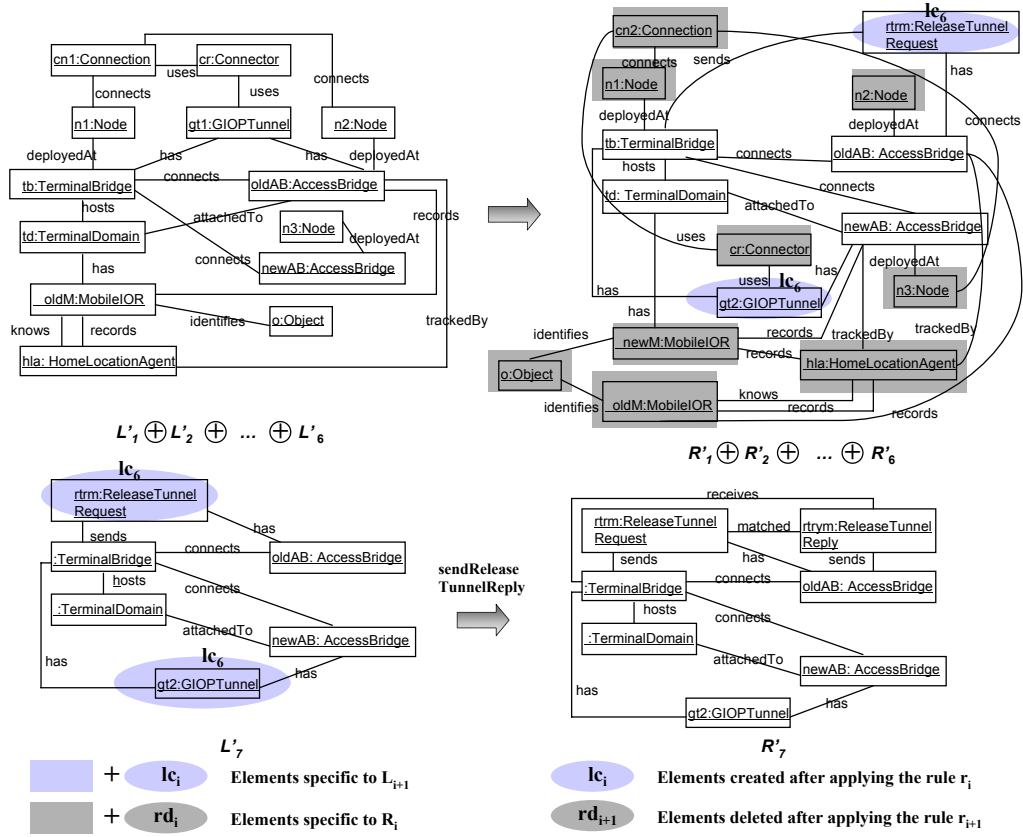 cn1:Connection
cr:Connector
uses
connects
uses
connects
n1:Node
gt1:GIOPTunnel
n2:Node
deployedAt
has
has
deployedAt
tb:TerminalBridge
connects
oldAB:AccessBridge
hosts
attachedTo
records
td:TerminalDomain
n3:Node
deployedAt
has
connects
newAB:AccessBridge
oldM:MobileIOR
knows
records
identifies
o:Object
trackedBy
hla: HomeLocationAgent
L'1 ⊕ L'2 ⊕ ... ⊕ L'6
lc6
cn2:Connection
rtrm:ReleaseTunnel
Request
connects
sends
has
n1:Node
n2:Node
deployedAt
deployedAt
connects
tb:TerminalBridge
connects
oldAB: AccessBridge
hosts
td: TerminalDomain
attachedTo
newAB: AccessBridge
uses
cr:Connector
deployedAt
has
uses
lc6
n3:Node
has
gt2:GIOPTunnel
has
identifies
newM:MobileIOR
records
trackedBy
trackedBy
records
hla:HomeLocationAgent
o:Object
identifies
oldM:MobileIOR
knows
records
records
R'1 ⊕ R'2 ⊕ ... ⊕ R'6
lc6
rtrm:ReleaseTunnel
Request
has
sends
:TerminalBridge
connects
oldAB: AccessBridge
hosts
connects
:TerminalDomain
attachedTo
newAB: AccessBridge
lc6
has
gt2:GIOPTunnel
has
L'7
sendRelease
TunnelReply
receives
rtrm:ReleaseTunnel
Request
matched
rtrym:ReleaseTunnel
Reply
sends
has
sends
:TerminalBridge
connects
oldAB: AccessBridge
hosts
connects
:TerminalDomain
attachedTo
newAB: AccessBridge
has
gt2:GIOPTunnel
has
R'7
+ lci Elements specific to Li+1
+ rdi Elements specific to Ri
lci Elements created after applying the rule ri
rdi+1 Elements deleted after applying the rule ri+1